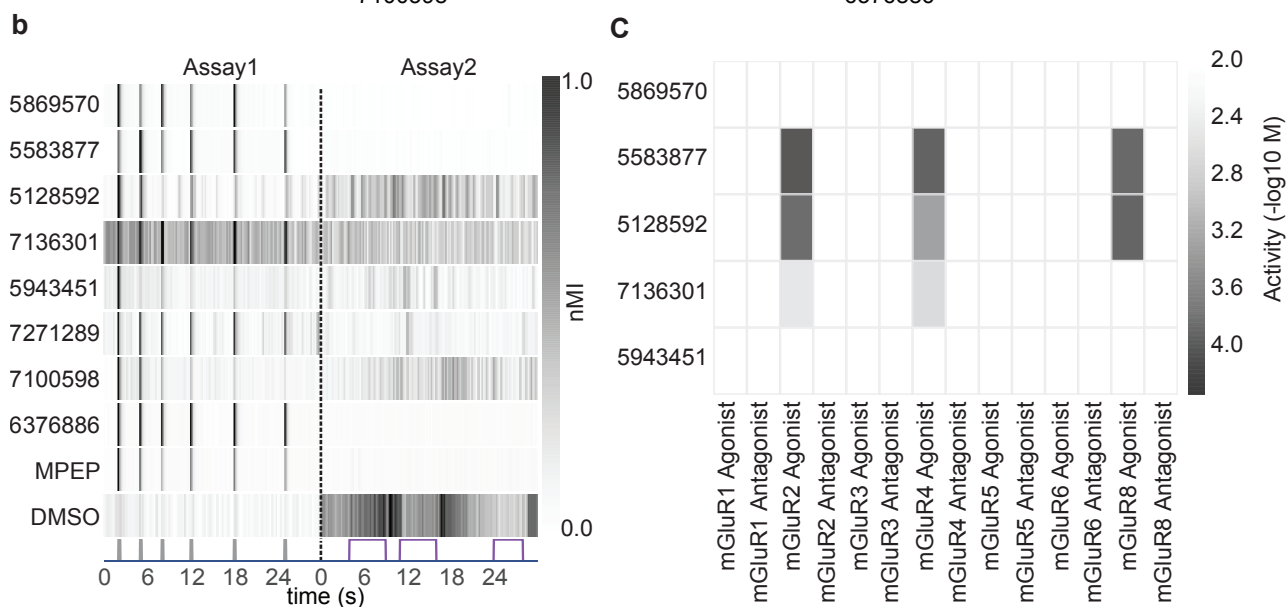 b
Assay1
Assay2
5869570
5583877
5128592
7136301
5943451
7271289
7100598
6376886
MPEP
DMSO
0 6 12 18 24 0 6 12 18 24
time (s)
1.0
nMI
0.0
C
5869570
5583877
5128592
7136301
5943451
mGluR1 Agonist
mGluR1 Antagonist
mGluR2 Agonist
mGluR2 Antagonist
mGluR3 Agonist
mGluR3 Antagonist
mGluR4 Agonist
mGluR4 Antagonist
mGluR5 Agonist
mGluR5 Antagonist
mGluR6 Agonist
mGluR6 Antagonist
mGluR8 Agonist
mGluR8 Antagonist
2.0
2.4
2.8
3.2
3.6
4.0
Activity (-log10 M)